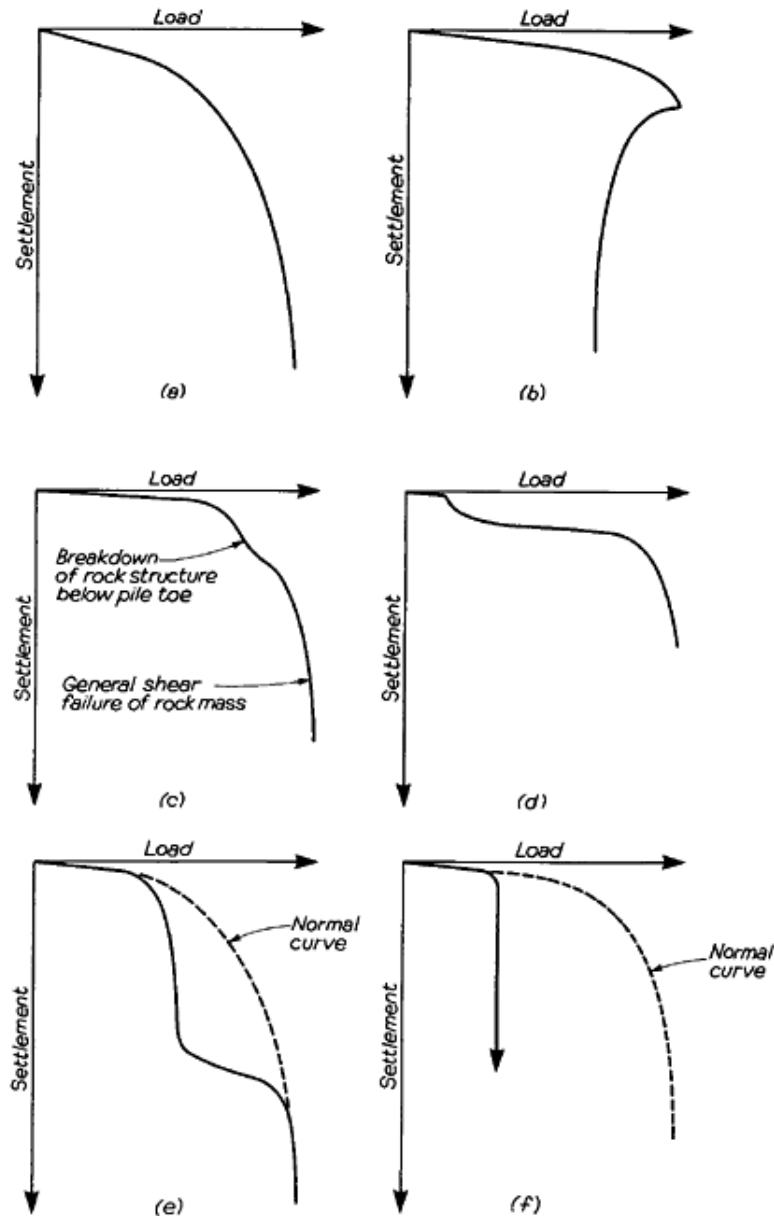 Load
Settlement
(a)
Load
Settlement
(b)
Load
Settlement
Breakdown
of rock structure
below pile toe
General shear
failure of rock mass
(c)
Load
Settlement
(d)
Load
Settlement
Normal
curve
(e)
Load
Settlement
Normal
curve
(f)